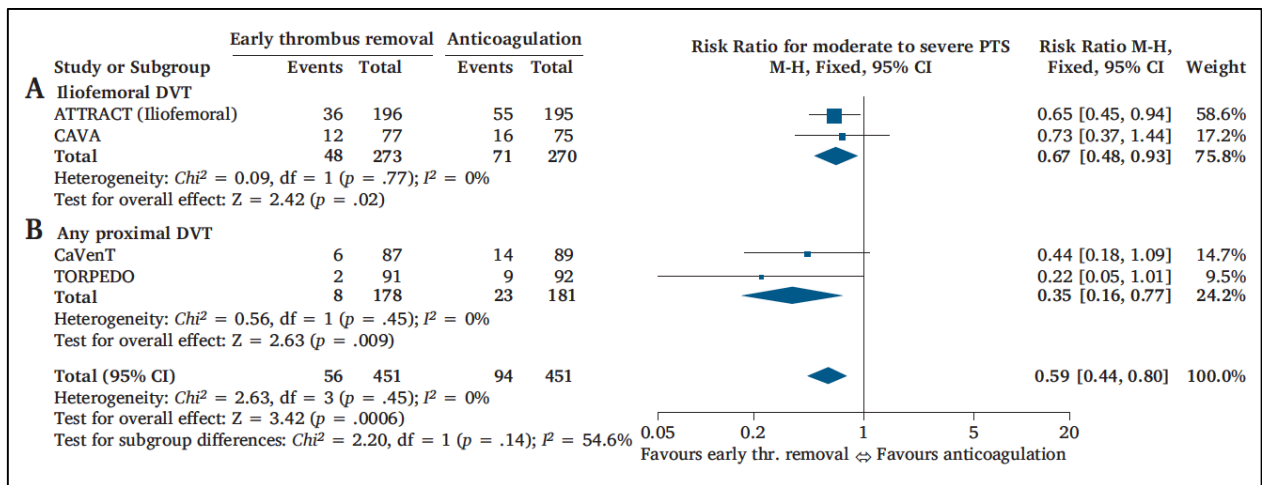 Early thrombus removal Anticoagulation Risk Ratio for moderate to severe PTS Risk Ratio M-H,
Study or Subgroup Events Total Events Total M-H, Fixed, 95% CI Fixed, 95% CI Weight
A Iliofemoral DVT
ATTRACT (Iliofemoral) 36 196 55 195 0.65 [0.45, 0.94] 58.6%
CAVA 12 77 16 75 0.73 [0.37, 1.44] 17.2%
Total 48 273 71 270 0.67 [0.48, 0.93] 75.8%
Heterogeneity: Chi² = 0.09, df = 1 (p = .77); I² = 0%
Test for overall effect: Z = 2.42 (p = .02)
B Any proximal DVT
CaVenT 6 87 14 89 0.44 [0.18, 1.09] 14.7%
TORPEDO 2 91 9 92 0.22 [0.05, 1.01] 9.5%
Total 8 178 23 181 0.35 [0.16, 0.77] 24.2%
Heterogeneity: Chi² = 0.56, df = 1 (p = .45); I² = 0%
Test for overall effect: Z = 2.63 (p = .009)
Total (95% CI) 56 451 94 451 0.59 [0.44, 0.80] 100.0%
Heterogeneity: Chi² = 2.63, df = 3 (p = .45); I² = 0%
Test for overall effect: Z = 3.42 (p = .0006)
Test for subgroup differences: Chi² = 2.20, df = 1 (p = .14); I² = 54.6%
0.05 0.2 1 5 20
Favours early thr. removal ⇔ Favours anticoagulation